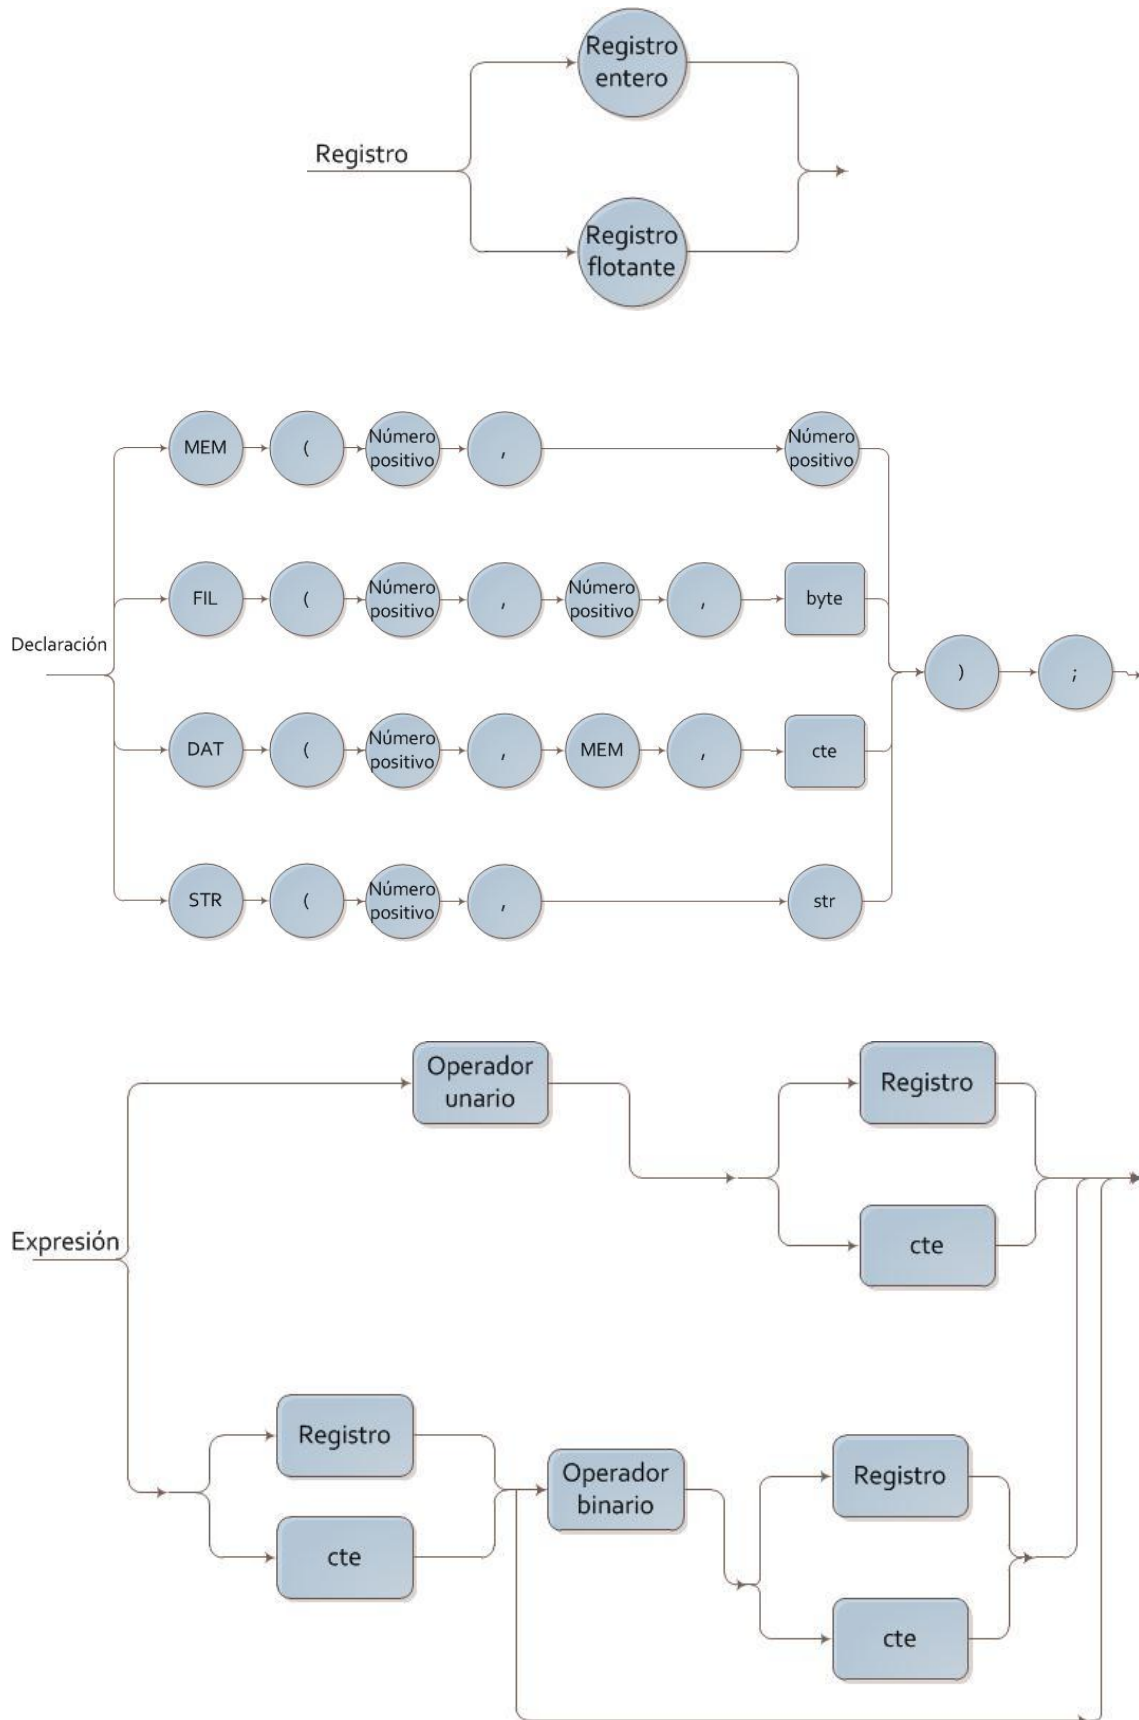 Registro
entero
Registro
Registro
flotante
MEM
(
Número
positivo
,
Número
positivo
FIL
(
Número
positivo
,
Número
positivo
,
byte
Declaración
)
;
DAT
(
Número
positivo
,
MEM
,
cte
STR
(
Número
positivo
,
str
Operador
unario
Registro
cte
Expresión
Registro
cte
Operador
binario
Registro
cte